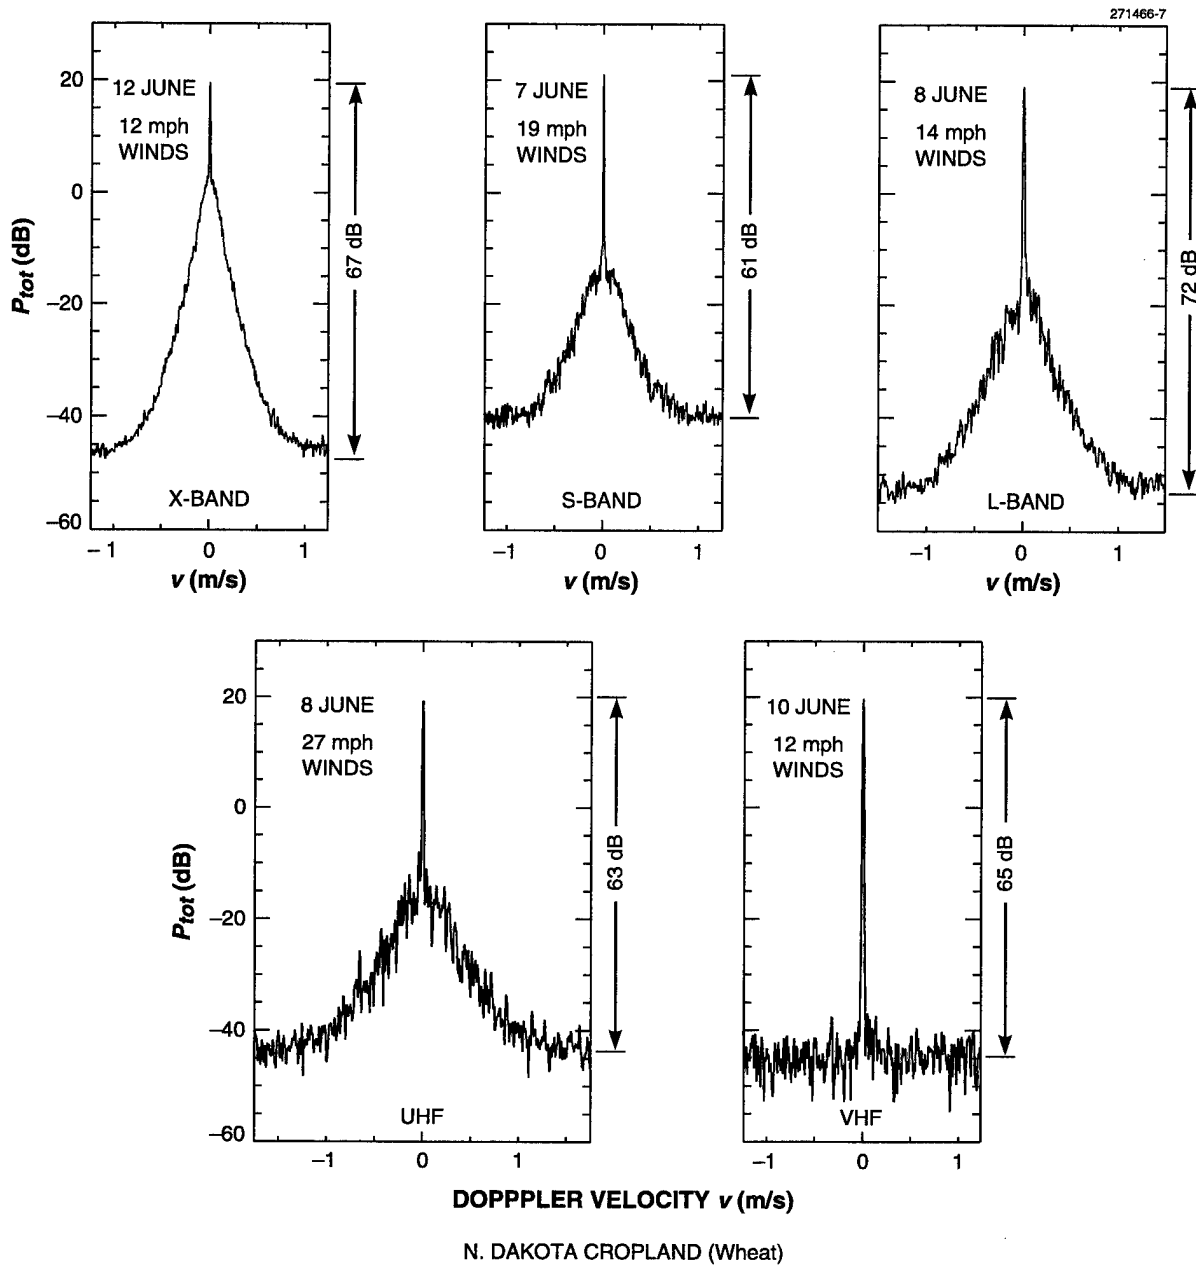 271466-7
12 JUNE
12 mph
WINDS
20
0
−20
−40
−60
Ptot (dB)
67 dB
X-BAND
−1 0 1
v (m/s)
7 JUNE
19 mph
WINDS
61 dB
S-BAND
−1 0 1
v (m/s)
8 JUNE
14 mph
WINDS
72 dB
L-BAND
−1 0 1
v (m/s)
8 JUNE
27 mph
WINDS
20
0
−20
−40
−60
Ptot (dB)
63 dB
UHF
−1 0 1
10 JUNE
12 mph
WINDS
65 dB
VHF
−1 0 1
DOPPPLER VELOCITY v (m/s)
N. DAKOTA CROPLAND (Wheat)